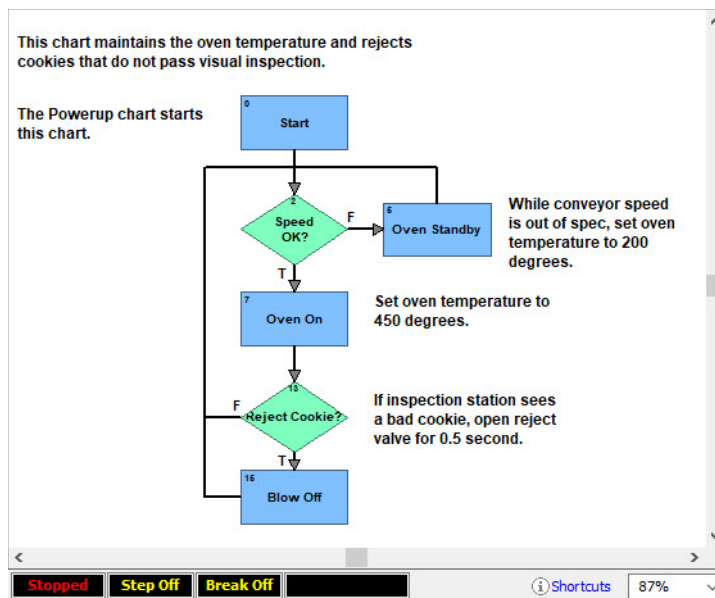 This chart maintains the oven temperature and rejects
cookies that do not pass visual inspection.
The Powerup chart starts
this chart.
0
Start
2
Speed
OK?
F
6
Oven Standby
While conveyor speed
is out of spec, set oven
temperature to 200
degrees.
T
7
Oven On
Set oven temperature to
450 degrees.
13
Reject Cookie?
F
If inspection station sees
a bad cookie, open reject
valve for 0.5 second.
T
15
Blow Off
Stopped
Step Off
Break Off
Shortcuts
87%